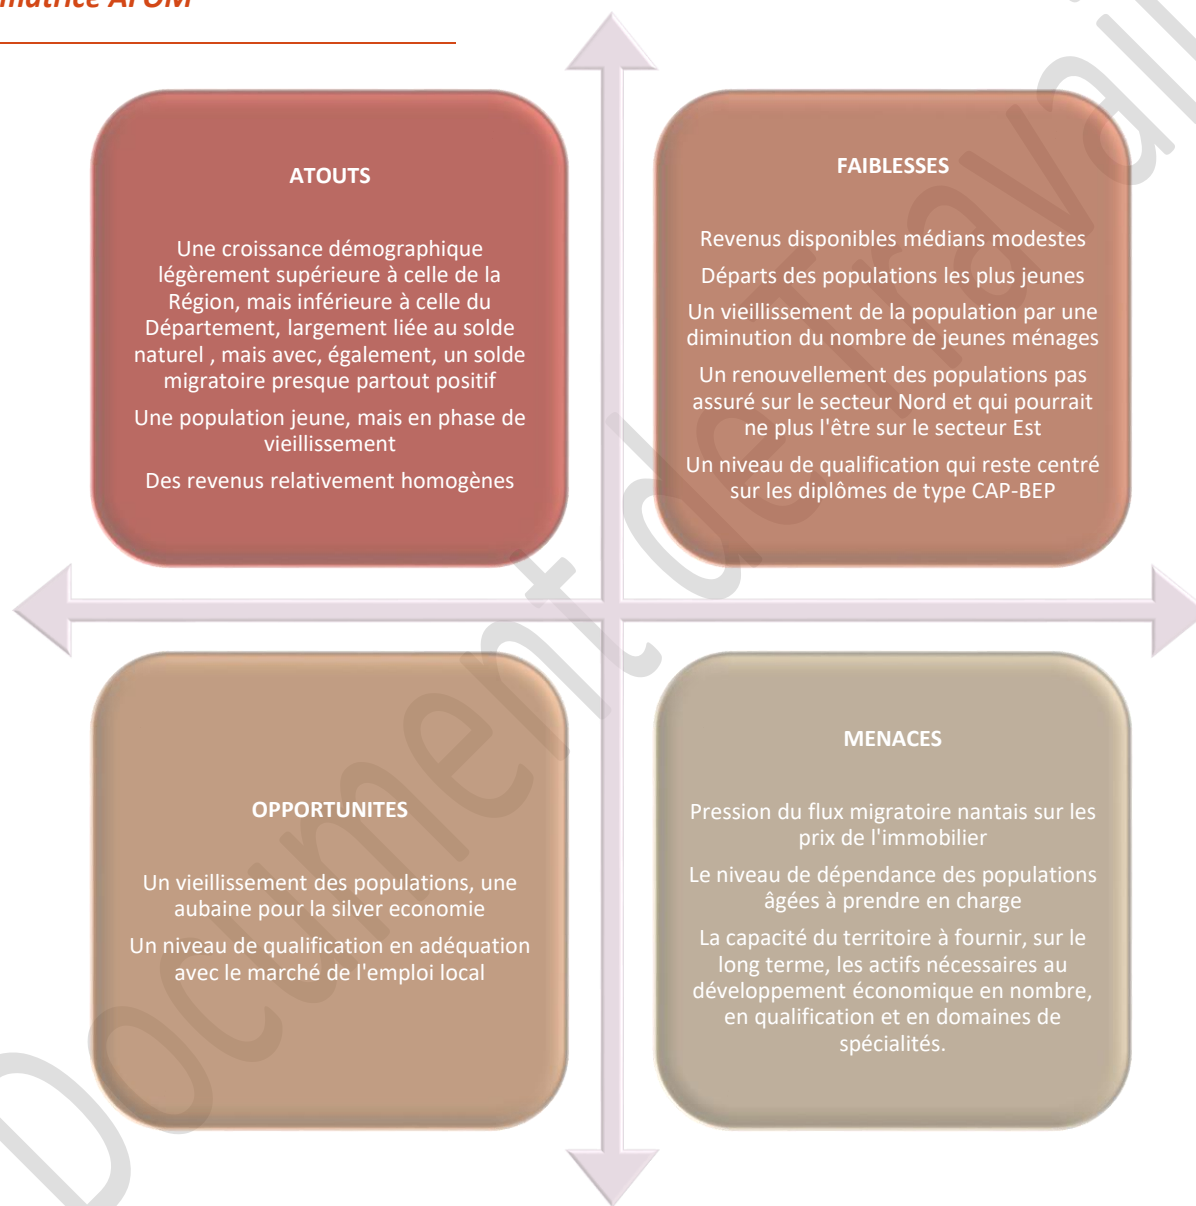 matrice AFOM
ATOUTS
Une croissance démographique
légèrement supérieure à celle de la
Région, mais inférieure à celle du
Département, largement liée au solde
naturel , mais avec, également, un solde
migratoire presque partout positif
Une population jeune, mais en phase de
vieillissement
Des revenus relativement homogènes
FAIBLESSES
Revenus disponibles médians modestes
Départs des populations les plus jeunes
Un vieillissement de la population par une
diminution du nombre de jeunes ménages
Un renouvellement des populations pas
assuré sur le secteur Nord et qui pourrait
ne plus l'être sur le secteur Est
Un niveau de qualification qui reste centré
sur les diplômes de type CAP-BEP
OPPORTUNITES
Un vieillissement des populations, une
aubaine pour la silver economie
Un niveau de qualification en adéquation
avec le marché de l'emploi local
MENACES
Pression du flux migratoire nantais sur les
prix de l'immobilier
Le niveau de dépendance des populations
âgées à prendre en charge
La capacité du territoire à fournir, sur le
long terme, les actifs nécessaires au
développement économique en nombre,
en qualification et en domaines de
spécialités.
Document de Travail